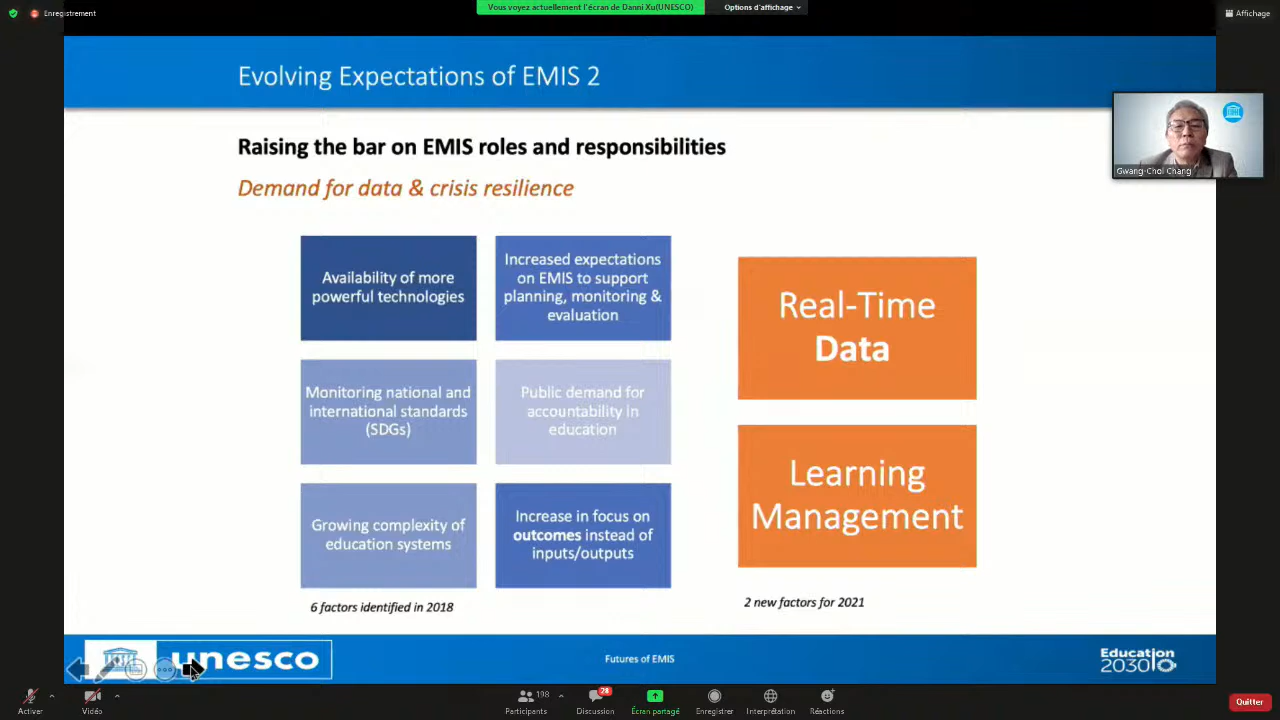 Enregistrement
Vous voyez actuellement l'écran de Danni Xu(UNESCO)
Options d'affichage
Affichage
Evolving Expectations of EMIS 2
Raising the bar on EMIS roles and responsibilities
Demand for data & crisis resilience
Gwang-Chol Chang
Availability of more
powerful technologies
Increased expectations
on EMIS to support
planning, monitoring &
evaluation
Monitoring national and
international standards
(SDGs)
Public demand for
accountability in
education
Growing complexity of
education systems
Increase in focus on
outcomes instead of
inputs/outputs
6 factors identified in 2018
Real-Time
Data
Learning
Management
2 new factors for 2021
unesco
Futures of EMIS
Education
2030
Activer
Vidéo
198
Participants
28
Discussion
Écran partagé
Enregistrer
Interprétation
Réactions
Quitter